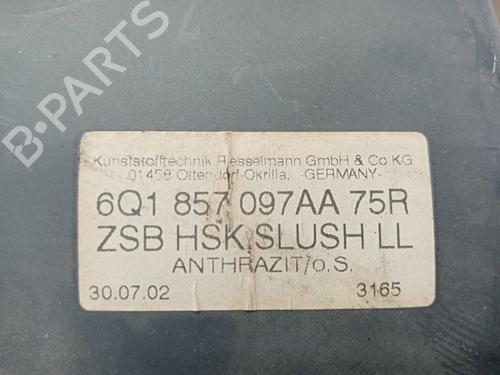 Kunststofftechnik Riesselmann GmbH & Co KG
01458 Ottendorf-Okrilla, -GERMANY-
6Q1 857 097AA 75R
ZSB HSK.SLUSH LL
ANTHRAZIT/o.S.
30.07.02 3165